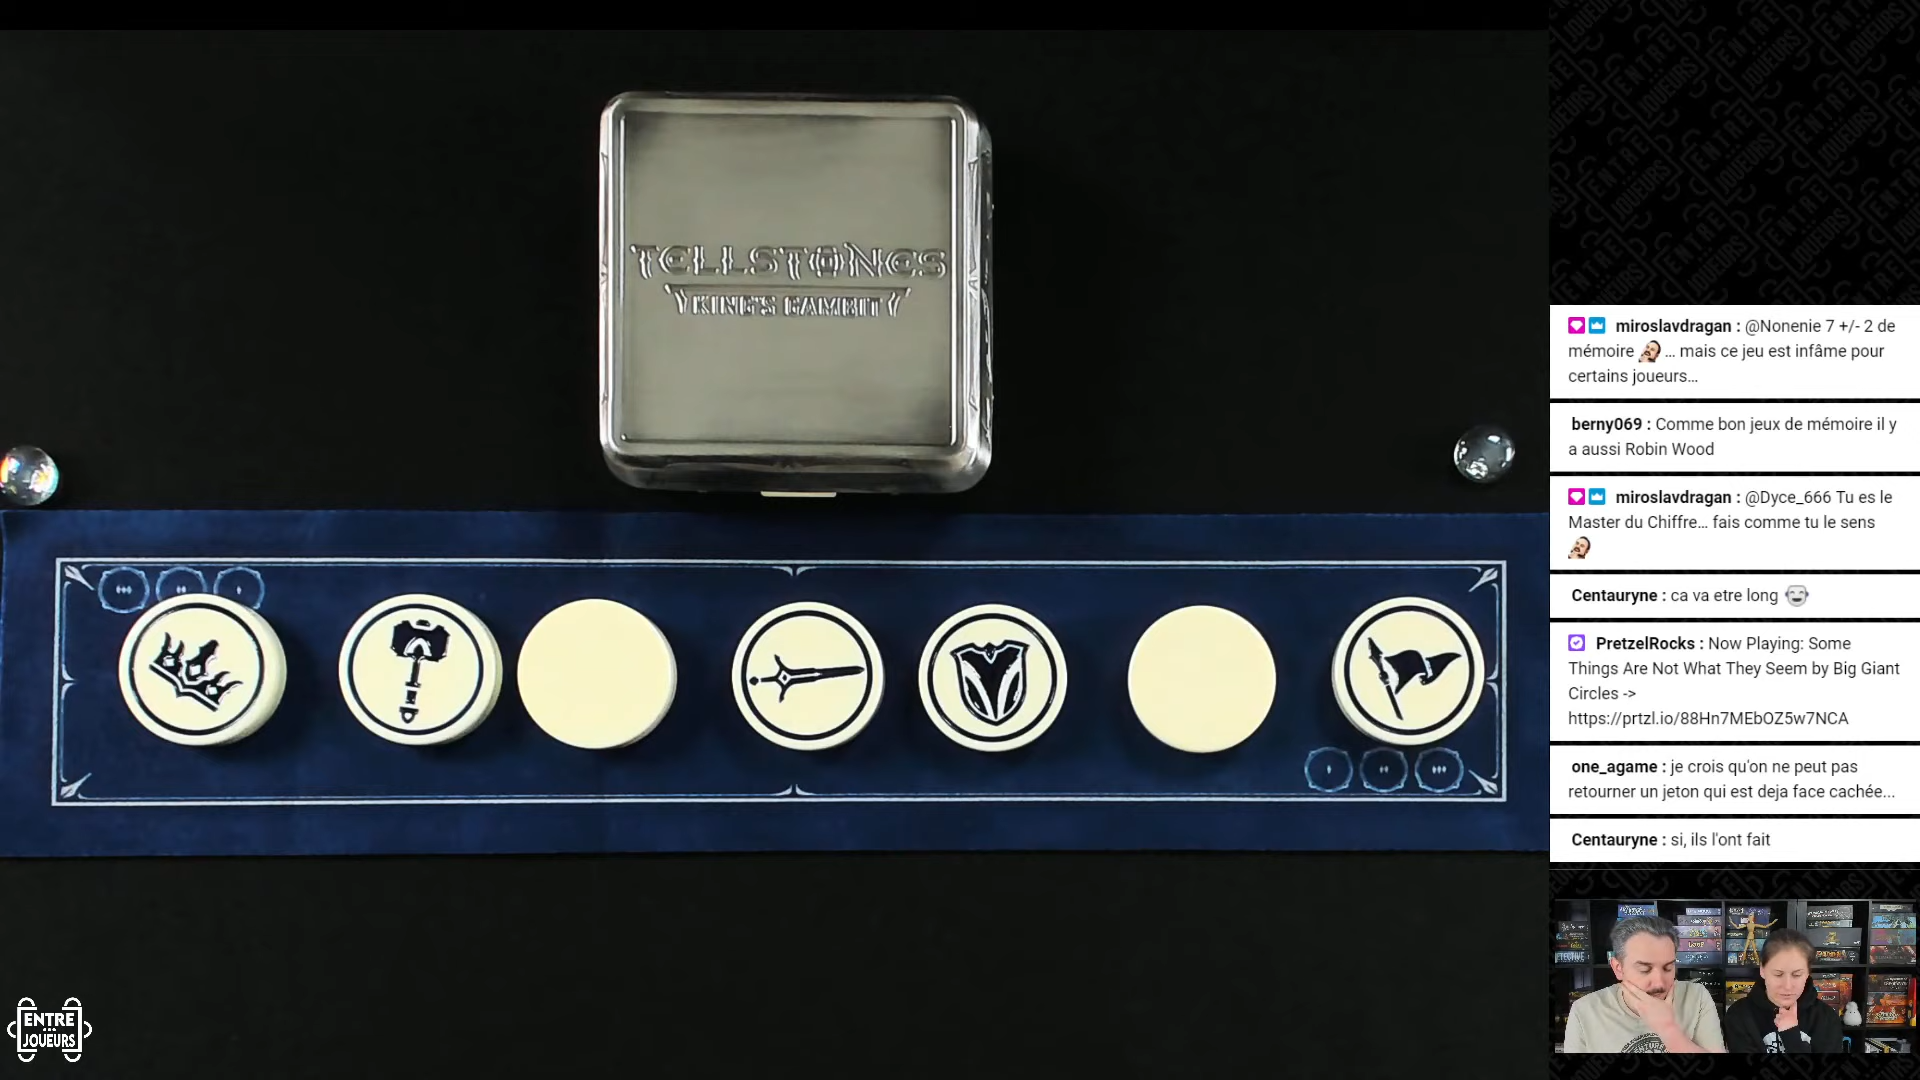 TELLSTONES
KING'S GAMBIT
miroslavdragan : @Nonenie 7 +/- 2 de
mémoire ... mais ce jeu est infâme pour
certains joueurs...
berny069 : Comme bon jeux de mémoire il y
a aussi Robin Wood
miroslavdragan : @Dyce_666 Tu es le
Master du Chiffre... fais comme tu le sens
Centauryne : ca va etre long
PretzelRocks : Now Playing: Some
Things Are Not What They Seem by Big Giant
Circles ->
https://prtzl.io/88Hn7MEbOZ5w7NCA
one_agame : je crois qu'on ne peut pas
retourner un jeton qui est deja face cachée...
Centauryne : si, ils l'ont fait
ENTRE
JOUEURS